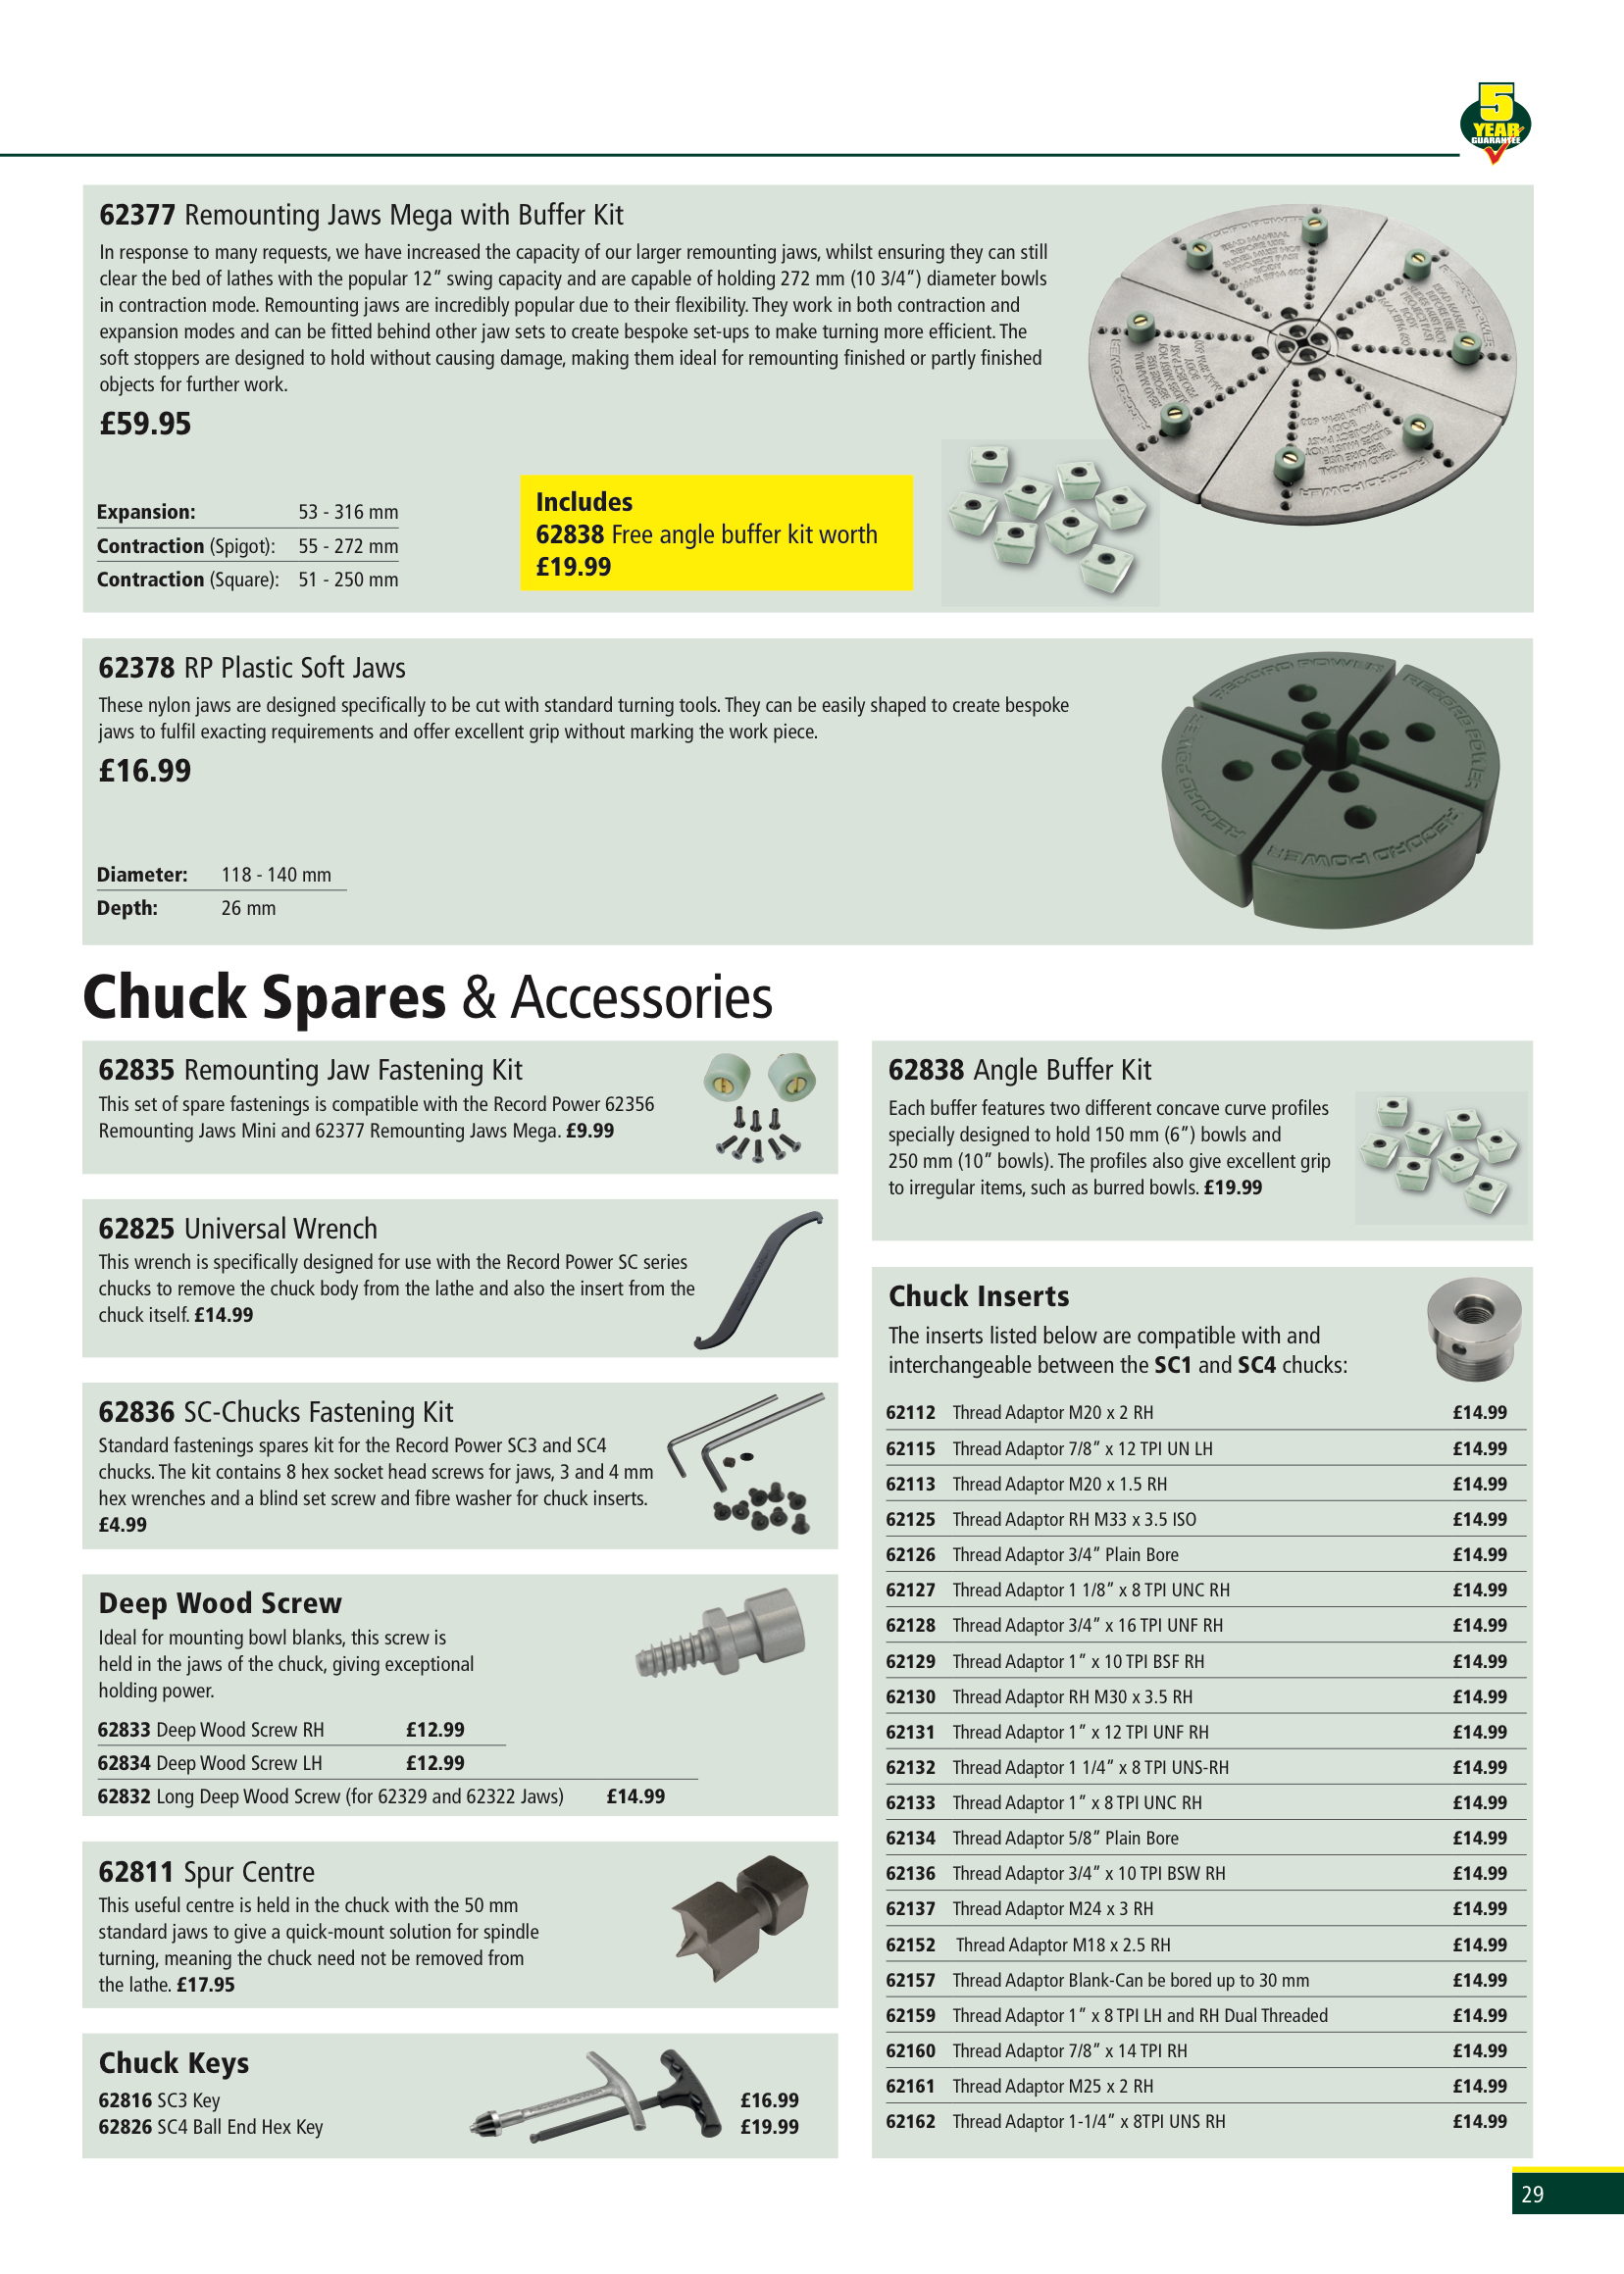 5
YEAR
GUARANTEE
62377 Remounting Jaws Mega with Buffer Kit
In response to many requests, we have increased the capacity of our larger remounting jaws, whilst ensuring they can still
clear the bed of lathes with the popular 12” swing capacity and are capable of holding 272 mm (10 3/4”) diameter bowls
in contraction mode. Remounting jaws are incredibly popular due to their flexibility. They work in both contraction and
expansion modes and can be fitted behind other jaw sets to create bespoke set-ups to make turning more efficient. The
soft stoppers are designed to hold without causing damage, making them ideal for remounting finished or partly finished
objects for further work.
£59.95
Expansion: 53 - 316 mm
Contraction (Spigot): 55 - 272 mm
Contraction (Square): 51 - 250 mm
Includes
62838 Free angle buffer kit worth
£19.99
62378 RP Plastic Soft Jaws
These nylon jaws are designed specifically to be cut with standard turning tools. They can be easily shaped to create bespoke
jaws to fulfil exacting requirements and offer excellent grip without marking the work piece.
£16.99
Diameter: 118 - 140 mm
Depth: 26 mm
RECORD POWER
RECORD POWER
RECORD POWER
RECORD POWER
Chuck Spares & Accessories
62835 Remounting Jaw Fastening Kit
This set of spare fastenings is compatible with the Record Power 62356
Remounting Jaws Mini and 62377 Remounting Jaws Mega. £9.99
62825 Universal Wrench
This wrench is specifically designed for use with the Record Power SC series
chucks to remove the chuck body from the lathe and also the insert from the
chuck itself. £14.99
62836 SC-Chucks Fastening Kit
Standard fastenings spares kit for the Record Power SC3 and SC4
chucks. The kit contains 8 hex socket head screws for jaws, 3 and 4 mm
hex wrenches and a blind set screw and fibre washer for chuck inserts.
£4.99
Deep Wood Screw
Ideal for mounting bowl blanks, this screw is
held in the jaws of the chuck, giving exceptional
holding power.
62833 Deep Wood Screw RH £12.99
62834 Deep Wood Screw LH £12.99
62832 Long Deep Wood Screw (for 62329 and 62322 Jaws) £14.99
62811 Spur Centre
This useful centre is held in the chuck with the 50 mm
standard jaws to give a quick-mount solution for spindle
turning, meaning the chuck need not be removed from
the lathe. £17.95
Chuck Keys
62816 SC3 Key £16.99
62826 SC4 Ball End Hex Key £19.99
62838 Angle Buffer Kit
Each buffer features two different concave curve profiles
specially designed to hold 150 mm (6”) bowls and
250 mm (10” bowls). The profiles also give excellent grip
to irregular items, such as burred bowls. £19.99
Chuck Inserts
The inserts listed below are compatible with and
interchangeable between the SC1 and SC4 chucks:
62112 Thread Adaptor M20 x 2 RH £14.99
62115 Thread Adaptor 7/8” x 12 TPI UN LH £14.99
62113 Thread Adaptor M20 x 1.5 RH £14.99
62125 Thread Adaptor RH M33 x 3.5 ISO £14.99
62126 Thread Adaptor 3/4” Plain Bore £14.99
62127 Thread Adaptor 1 1/8” x 8 TPI UNC RH £14.99
62128 Thread Adaptor 3/4” x 16 TPI UNF RH £14.99
62129 Thread Adaptor 1” x 10 TPI BSF RH £14.99
62130 Thread Adaptor RH M30 x 3.5 RH £14.99
62131 Thread Adaptor 1” x 12 TPI UNF RH £14.99
62132 Thread Adaptor 1 1/4” x 8 TPI UNS-RH £14.99
62133 Thread Adaptor 1” x 8 TPI UNC RH £14.99
62134 Thread Adaptor 5/8” Plain Bore £14.99
62136 Thread Adaptor 3/4” x 10 TPI BSW RH £14.99
62137 Thread Adaptor M24 x 3 RH £14.99
62152 Thread Adaptor M18 x 2.5 RH £14.99
62157 Thread Adaptor Blank-Can be bored up to 30 mm £14.99
62159 Thread Adaptor 1” x 8 TPI LH and RH Dual Threaded £14.99
62160 Thread Adaptor 7/8” x 14 TPI RH £14.99
62161 Thread Adaptor M25 x 2 RH £14.99
62162 Thread Adaptor 1-1/4” x 8TPI UNS RH £14.99
29